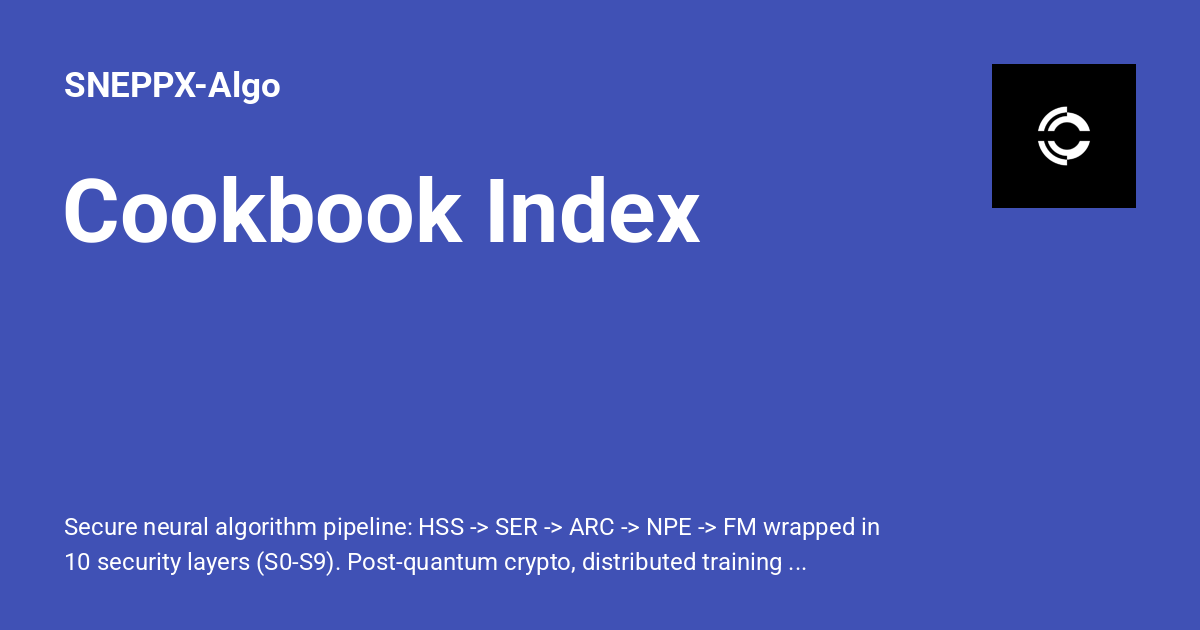 SNEPPX-Algo
Cookbook Index
Secure neural algorithm pipeline: HSS -> SER -> ARC -> NPE -> FM wrapped in
10 security layers (S0-S9). Post-quantum crypto, distributed training ...